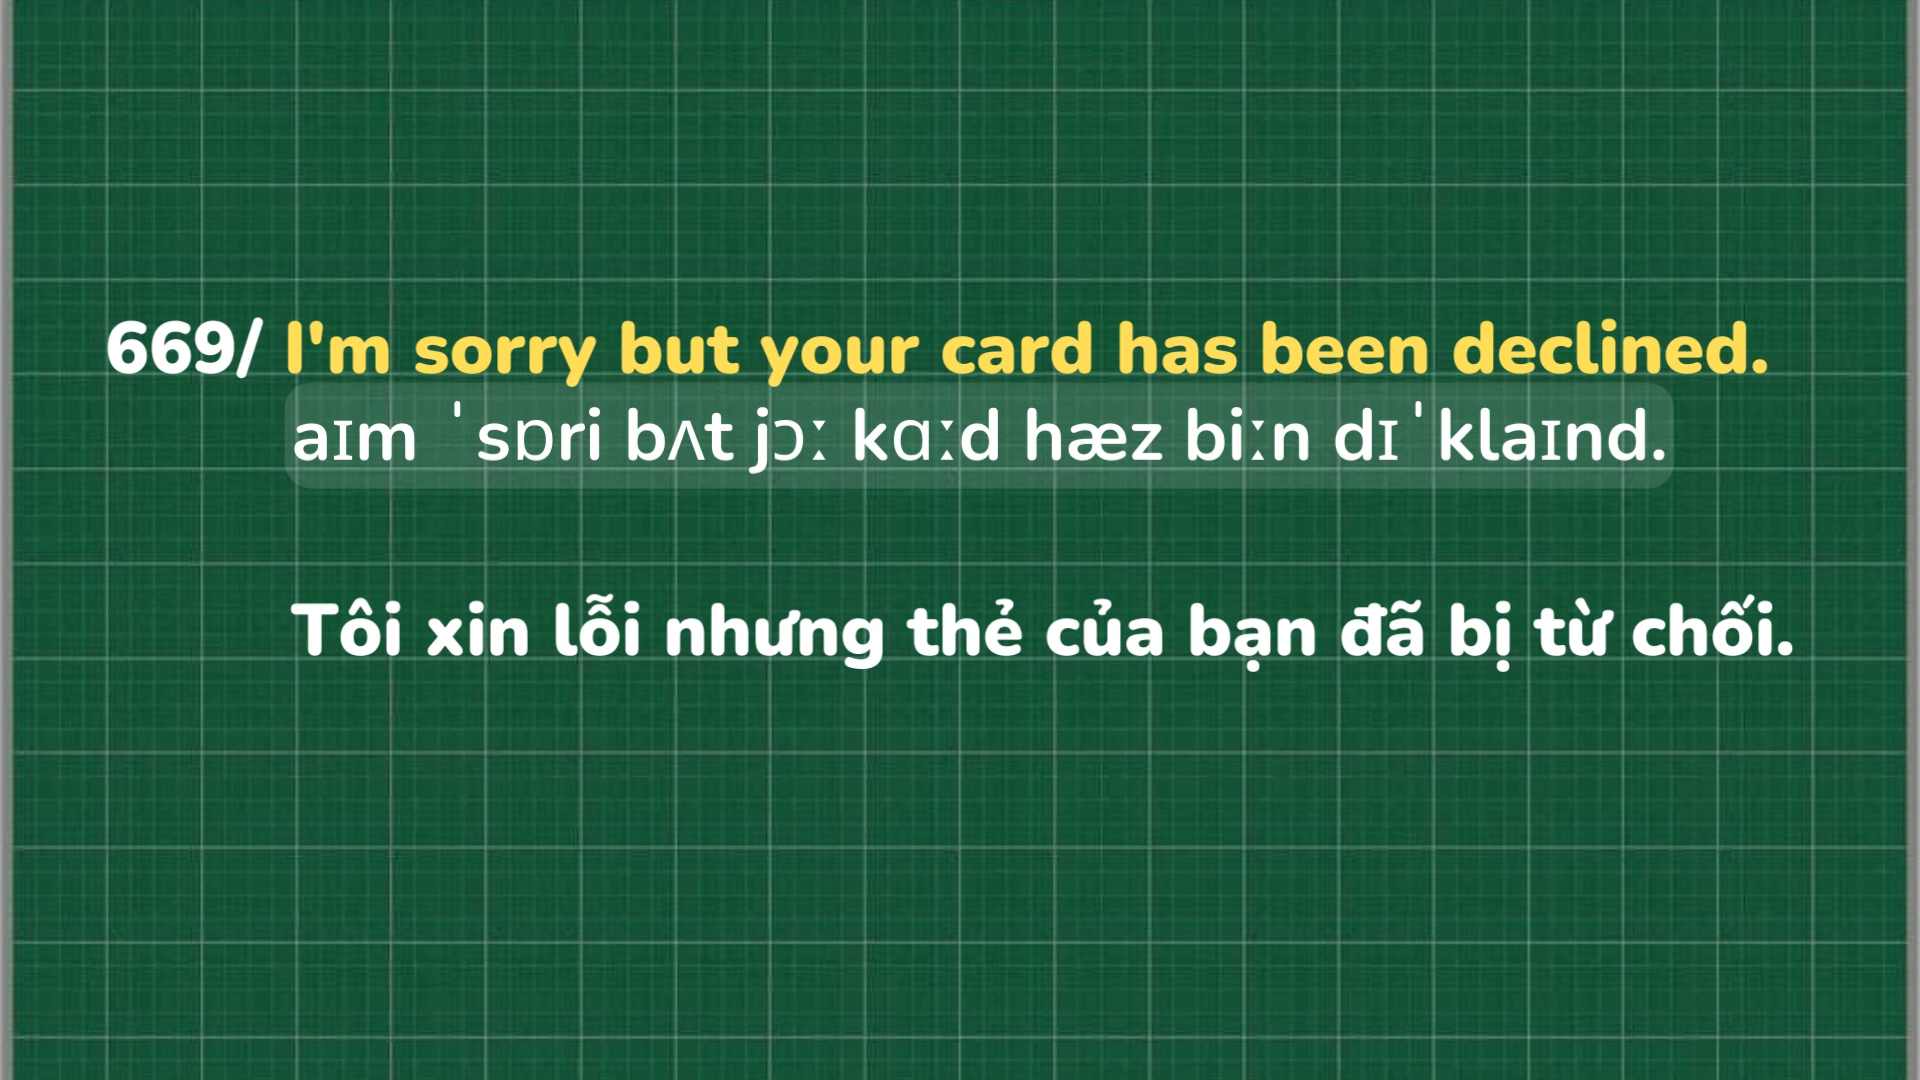 669/ I'm sorry but your card has been declined.
aɪm ˈsɒri bʌt jɔː kɑːd hæz biːn dɪˈklaɪnd.
Tôi xin lỗi nhưng thẻ của bạn đã bị từ chối.